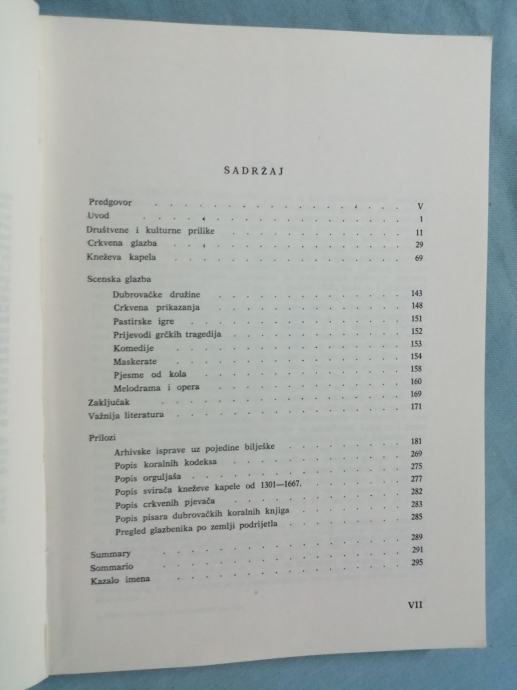 SADRŽAJ
Predgovor . . . . . . . . . . . . V
Uvod . . . . . . . . . . . . 1
Društvene i kulturne prilike . . . . . . . . . 11
Crkvena glazba . . . . . . . . . . . 29
Kneževa kapela . . . . . . . . . . . 69
Scenska glazba
Dubrovačke družine . . . . . . . . . 143
Crkvena prikazanja . . . . . . . . . 148
Pastirske igre . . . . . . . . . . 151
Prijevodi grčkih tragedija . . . . . . . . 152
Komedije . . . . . . . . . . 153
Maskerate . . . . . . . . . . 154
Pjesme od kola . . . . . . . . . . 158
Melodrama i opera . . . . . . . . . 160
Zaključak . . . . . . . . . . . 169
Važnija literatura . . . . . . . . . . 171
Prilozi
Arhivske isprave uz pojedine bilješke . . . . . . 181
Popis koralnih kodeksa . . . . . . . . 269
Popis orguljaša . . . . . . . . . 275
Popis svirača kneževe kapele od 1301—1667. . . . . . 277
Popis crkvenih pjevača . . . . . . . . 282
Popis pisara dubrovačkih koralnih knjiga . . . . . 283
Pregled glazbenika po zemlji podrijetla . . . . . 285
Summary . . . . . . . . . . . 289
Sommario . . . . . . . . . . . 291
Kazalo imena . . . . . . . . . . 295
VII